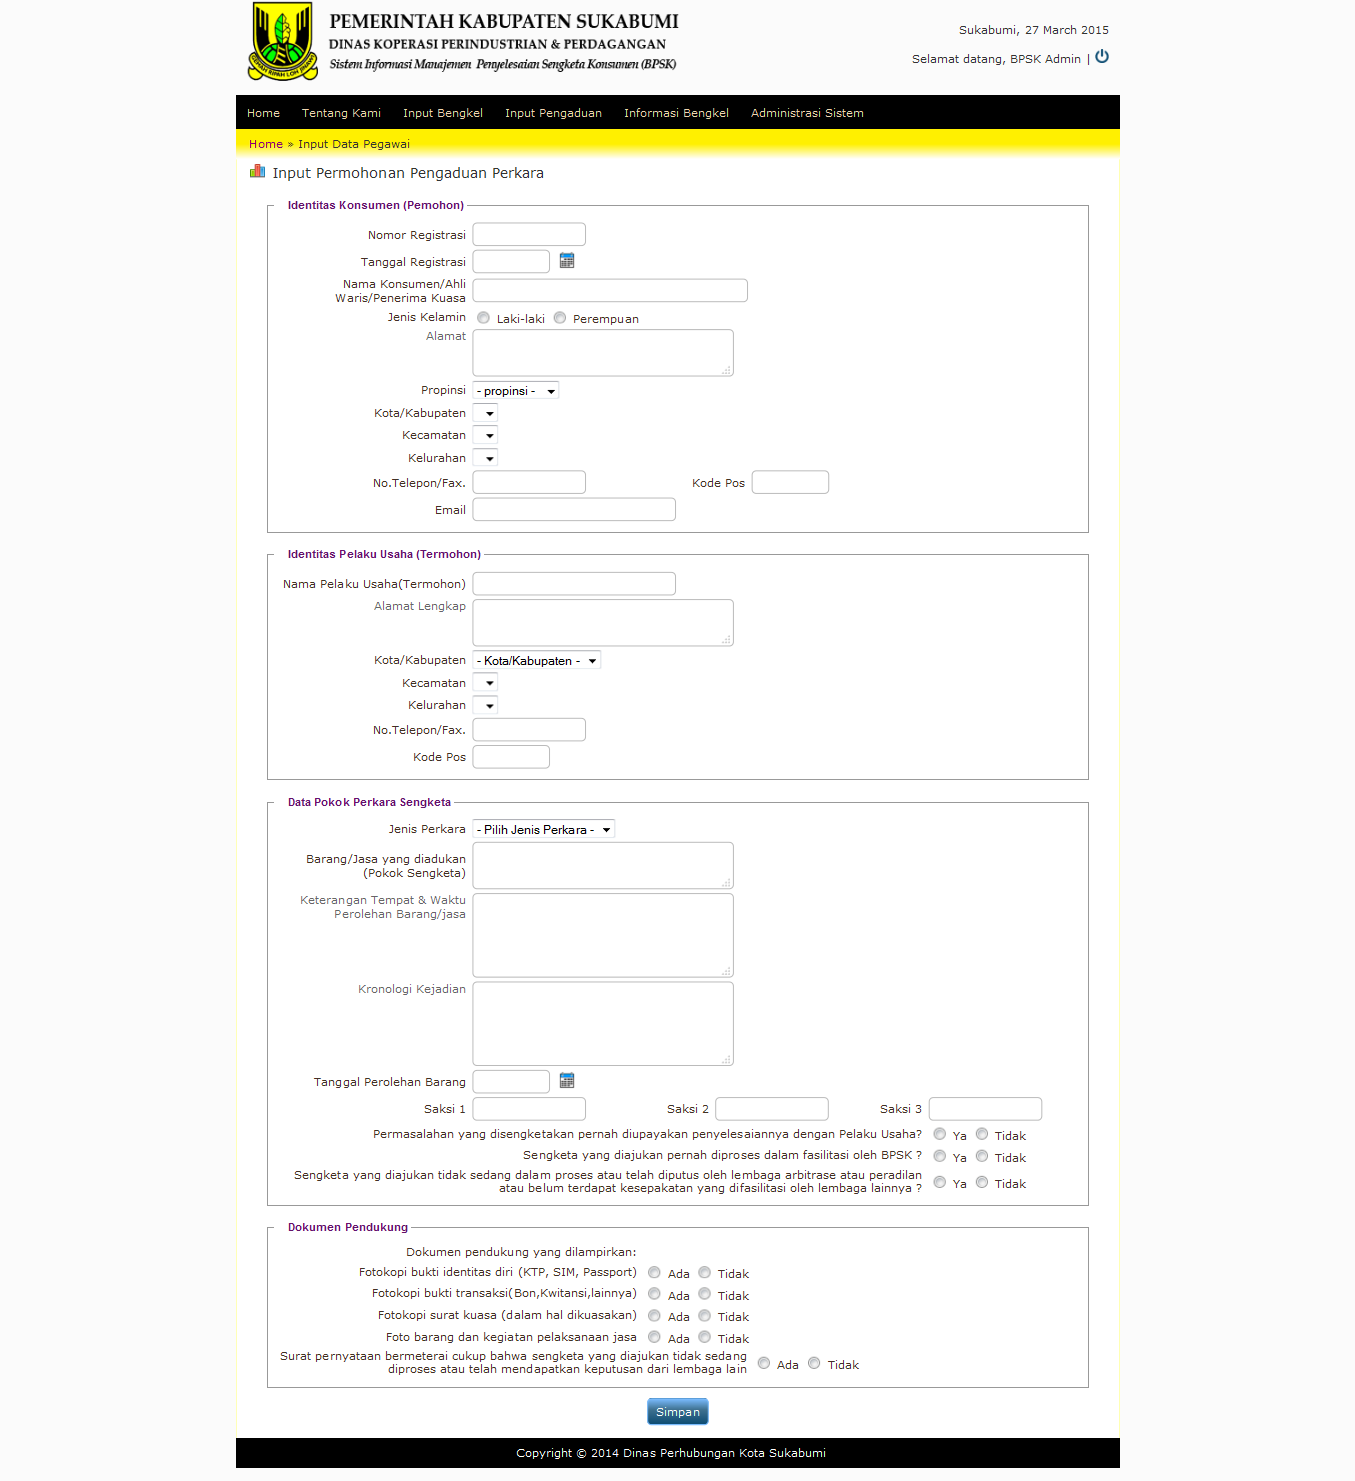 PEMERINTAH KABUPATEN SUKABUMI
DINAS KOPERASI PERINDUSTRIAN & PERDAGANGAN
Sistem Informasi Manajemen Penyelesaian Sengketa Konsumen (BPSK)
Sukabumi, 27 March 2015
Selamat datang, BPSK Admin |
Home Tentang Kami Input Bengkel Input Pengaduan Informasi Bengkel Administrasi Sistem
Home » Input Data Pegawai
Input Permohonan Pengaduan Perkara
Identitas Konsumen (Pemohon)
Nomor Registrasi
Tanggal Registrasi
Nama Konsumen/Ahli
Waris/Penerima Kuasa
Jenis Kelamin Laki-laki Perempuan
Alamat
Propinsi - propinsi -
Kota/Kabupaten
Kecamatan
Kelurahan
No.Telepon/Fax. Kode Pos
Email
Identitas Pelaku Usaha (Termohon)
Nama Pelaku Usaha(Termohon)
Alamat Lengkap
Kota/Kabupaten - Kota/Kabupaten -
Kecamatan
Kelurahan
No.Telepon/Fax.
Kode Pos
Data Pokok Perkara Sengketa
Jenis Perkara - Pilih Jenis Perkara -
Barang/Jasa yang diadukan
(Pokok Sengketa)
Keterangan Tempat & Waktu
Perolehan Barang/jasa
Kronologi Kejadian
Tanggal Perolehan Barang
Saksi 1 Saksi 2 Saksi 3
Permasalahan yang disengketakan pernah diupayakan penyelesaiannya dengan Pelaku Usaha? Ya Tidak
Sengketa yang diajukan pernah diproses dalam fasilitasi oleh BPSK ? Ya Tidak
Sengketa yang diajukan tidak sedang dalam proses atau telah diputus oleh lembaga arbitrase atau peradilan
atau belum terdapat kesepakatan yang difasilitasi oleh lembaga lainnya ? Ya Tidak
Dokumen Pendukung
Dokumen pendukung yang dilampirkan:
Fotokopi bukti identitas diri (KTP, SIM, Passport) Ada Tidak
Fotokopi bukti transaksi(Bon,Kwitansi,lainnya) Ada Tidak
Fotokopi surat kuasa (dalam hal dikuasakan) Ada Tidak
Foto barang dan kegiatan pelaksanaan jasa Ada Tidak
Surat pernyataan bermeterai cukup bahwa sengketa yang diajukan tidak sedang
diproses atau telah mendapatkan keputusan dari lembaga lain Ada Tidak
Simpan
Copyright © 2014 Dinas Perhubungan Kota Sukabumi